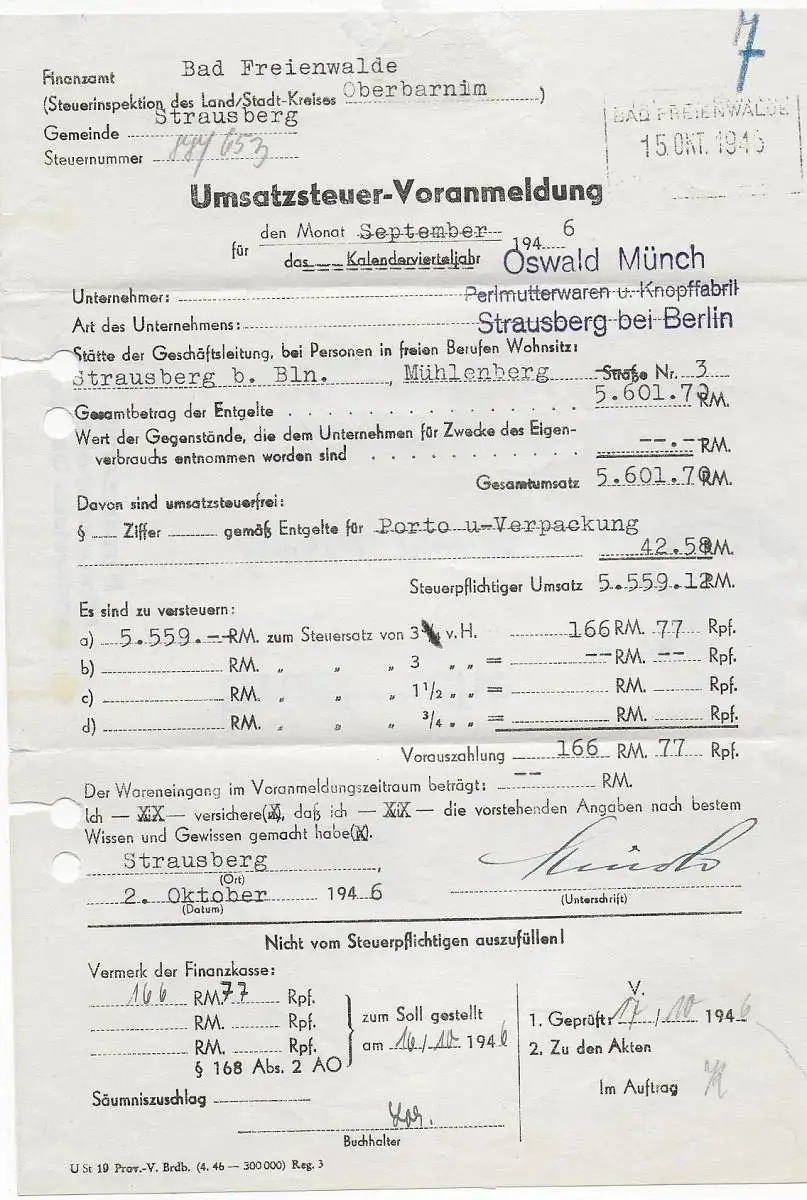 7
Finanzamt Bad Freienwalde
(Steuerinspektion des Land/Stadt-Kreises Oberbarnim)
Gemeinde Strausberg
Steuernummer
BAD FREIENWALDE
15. OKT. 1946
Umsatzsteuer-Voranmeldung
für den Monat September 1946
das Kalendervierteljahr
Oswald Münch
Unternehmer: Perlmutterwaren u. Knopffabrik
Art des Unternehmens: Strausberg bei Berlin
Stätte der Geschäftsleitung, bei Personen in freien Berufen Wohnsitz:
Strausberg b. Bln., Mühlenberg Straße Nr. 3
Gesamtbetrag der Entgelte . . . . . . . . . . . . . 5.601.70 RM.
Wert der Gegenstände, die dem Unternehmen für Zwecke des Eigen-
verbrauchs entnommen worden sind . . . . . . . . . --.-- RM.
Gesamtumsatz 5.601.70 RM.
Davon sind umsatzsteuerfrei:
§ Ziffer gemäß Entgelte für Porto u. Verpackung
42.58 RM.
Steuerpflichtiger Umsatz 5.559.12 RM.
Es sind zu versteuern:
a) 5.559.-- RM. zum Steuersatz von 3 v. H. 166 RM. 77 Rpf.
b) RM. „ „ „ 3 „ „ = -- RM. -- Rpf.
c) RM. „ „ „ 1 1/2 „ „ = RM. Rpf.
d) RM. „ „ „ 3/4 „ „ = RM. Rpf.
Vorauszahlung 166 RM. 77 Rpf.
Der Wareneingang im Voranmeldungszeitraum beträgt: -- RM.
Ich — XiX — versichere(X), daß ich — XiX — die vorstehenden Angaben nach bestem
Wissen und Gewissen gemacht habe(X).
Strausberg,
(Ort)
2. Oktober 1946
(Datum)
Münch
(Unterschrift)
Nicht vom Steuerpflichtigen auszufüllen!
Vermerk der Finanzkasse:
166 RM. 77 Rpf.
RM. Rpf.
RM. Rpf.
§ 168 Abs. 2 AO
zum Soll gestellt
am 16/10 1946
Säumniszuschlag
Buchhalter
V.
1. Geprüft: 17/10 1946
2. Zu den Akten
Im Auftrag
U St 19 Prov.-V. Brdb. (4. 46 — 300 000) Reg. 3